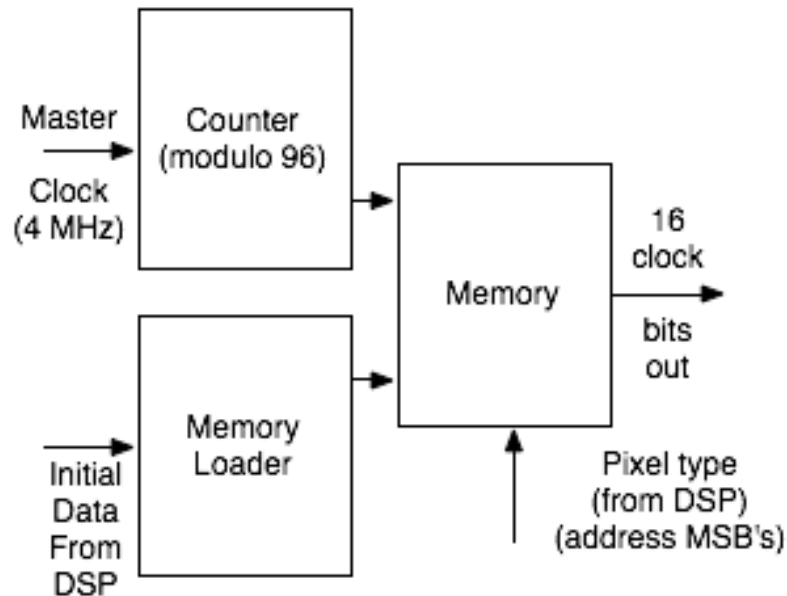 Master
Clock
(4 MHz)
Counter
(modulo 96)
Memory
16
clock
bits
out
Memory
Loader
Initial
Data
From
DSP
Pixel type
(from DSP)
(address MSB's)